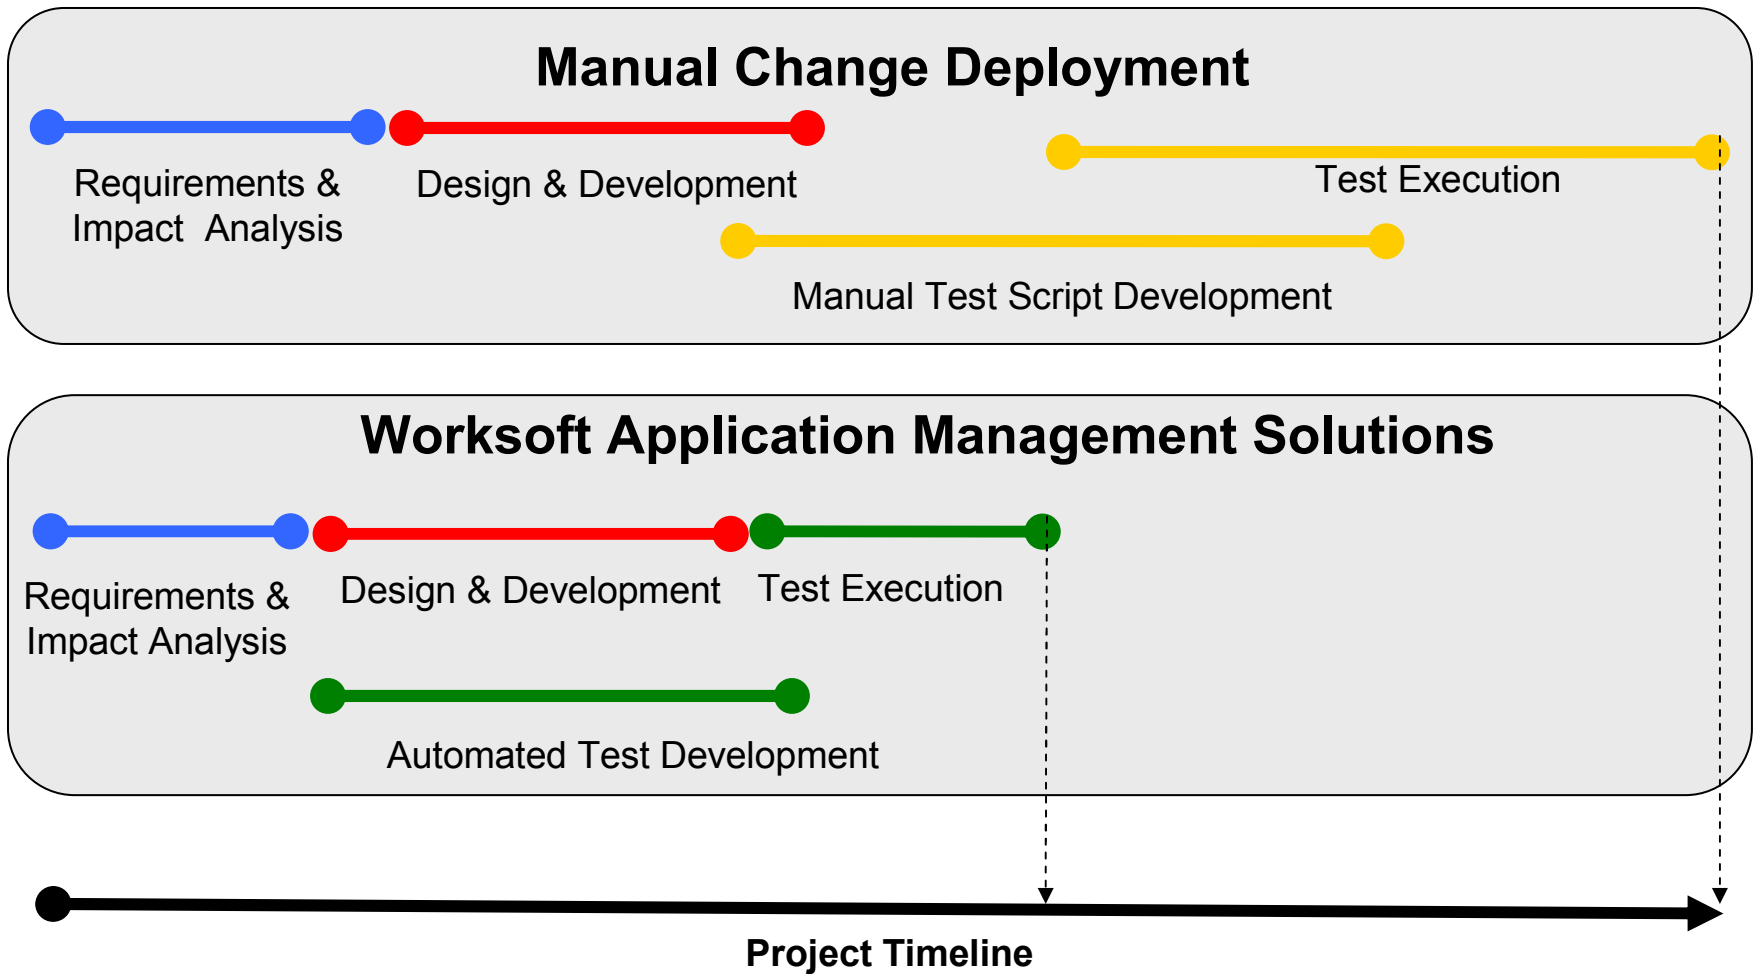 Manual Change Deployment
Requirements &
Impact  Analysis
Design & Development
Test Execution
Manual Test Script Development
Worksoft Application Management Solutions
Requirements &
Impact Analysis
Design & Development
Test Execution
Automated Test Development
Project Timeline